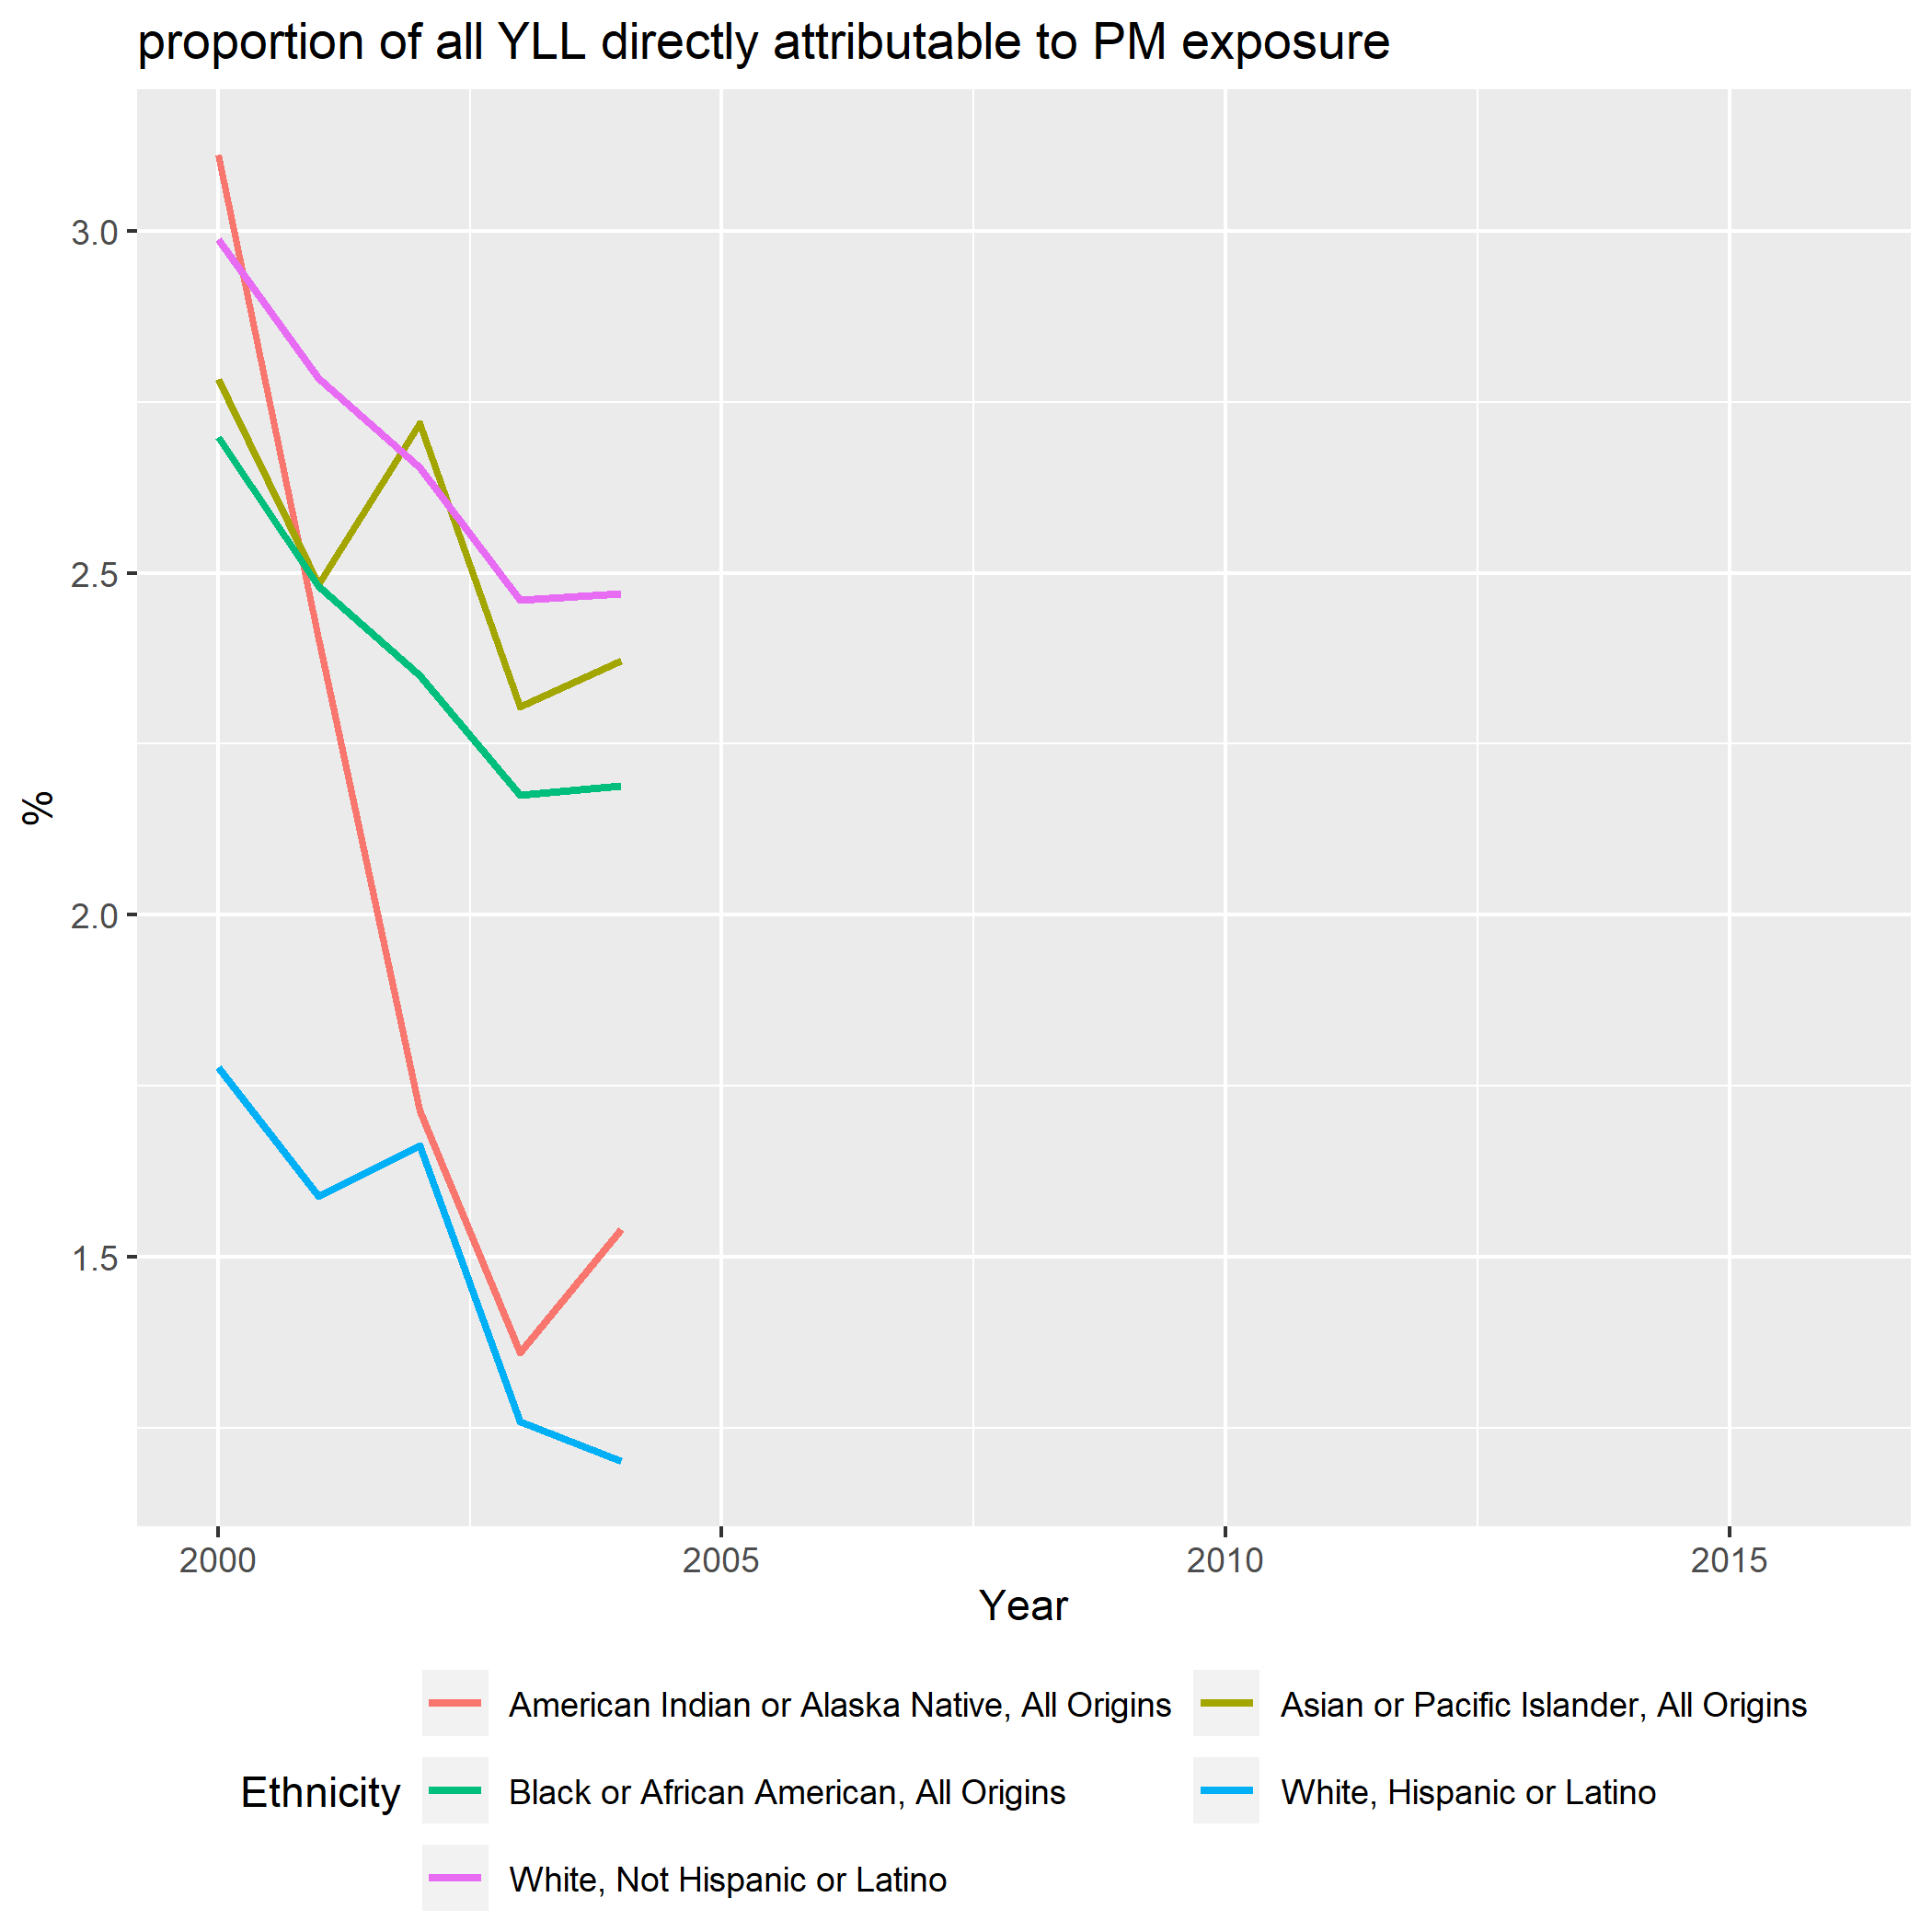 proportion of all YLL directly attributable to PM exposure
3.0
2.5
2.0
1.5
%
2000 2005 2010 2015
Year
Ethnicity
American Indian or Alaska Native, All Origins
Asian or Pacific Islander, All Origins
Black or African American, All Origins
White, Hispanic or Latino
White, Not Hispanic or Latino